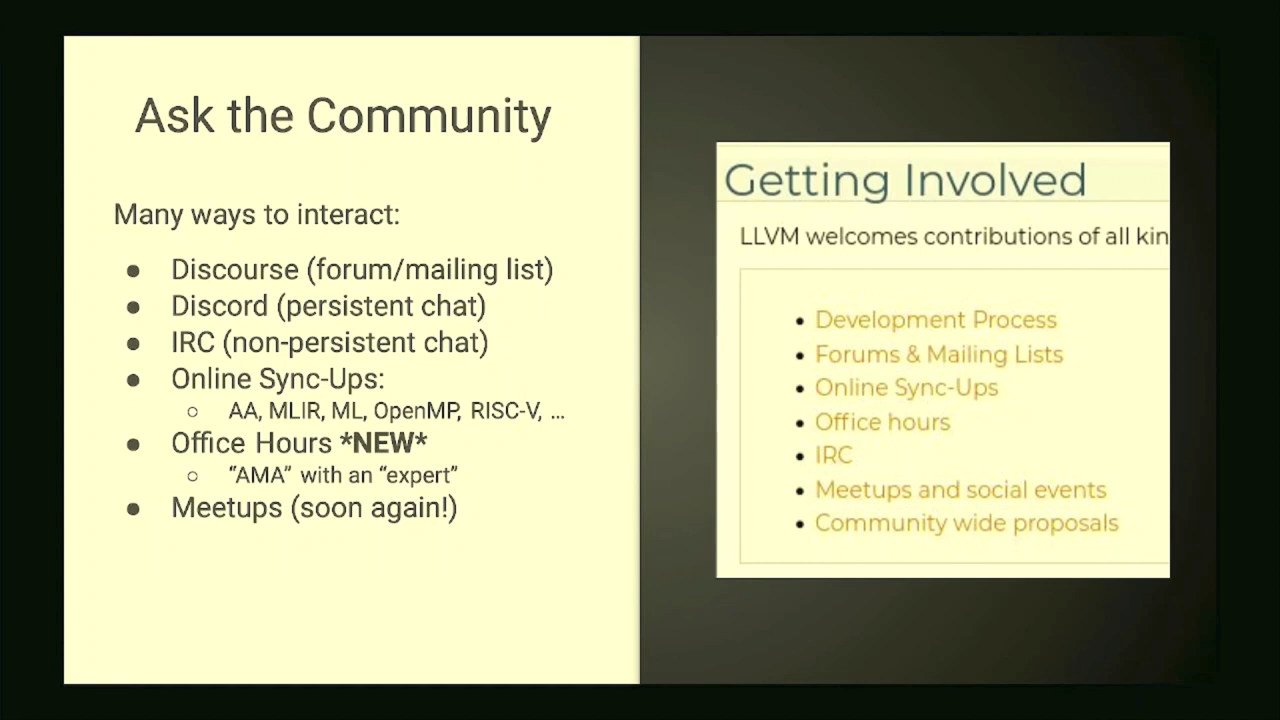 Ask the Community
Many ways to interact:
● Discourse (forum/mailing list)
● Discord (persistent chat)
● IRC (non-persistent chat)
● Online Sync-Ups:
○ AA, MLIR, ML, OpenMP, RISC-V, ...
● Office Hours *NEW*
○ “AMA” with an “expert”
● Meetups (soon again!)
Getting Involved
LLVM welcomes contributions of all kin
• Development Process
• Forums & Mailing Lists
• Online Sync-Ups
• Office hours
• IRC
• Meetups and social events
• Community wide proposals